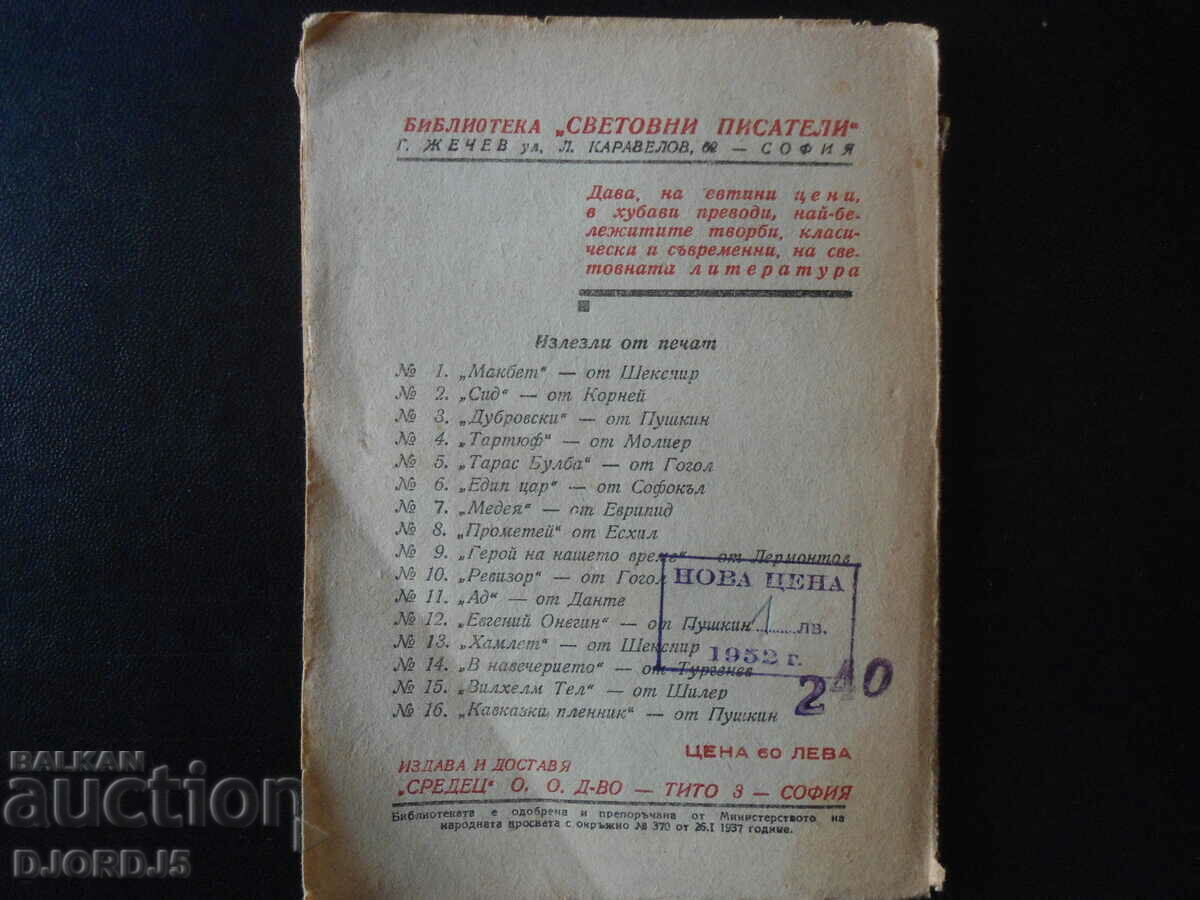 БИБЛИОТЕКА „СВЕТОВНИ ПИСАТЕЛИ“
Г. ЖЕЧЕВ ул. Л. КАРАВЕЛОВ, — СОФИЯ
Дава, на евтини цени,
в хубави преводи, най-бе-
лежитите творби, класи-
ческа и съвременни, на све-
товната литература
Излезли от печат
№ 1. „Макбет“ — от Шекспир
№ 2. „Сид“ — от Корней
№ 3. „Дубровски“ — от Пушкин
№ 4. „Тартюф“ — от Молиер
№ 5. „Тарас Булба“ — от Гогол
№ 6. „Едип цар“ — от Софокъл
№ 7. „Медея“ — от Еврипид
№ 8. „Прометей“ от Есхил
№ 9. „Герой на нашето време“ — от Лермонтов
№ 10. „Ревизор“ — от Гогол
№ 11. „Ад“ — от Данте
№ 12. „Евгений Онегин“ — от Пушкин
№ 13. „Хамлет“ — от Шекспир
№ 14. „В навечерието“ — от Тургенев
№ 15. „Вилхелм Тел“ — от Шилер
№ 16. „Кавказки пленник“ — от Пушкин
НОВА ЦЕНА
1 лв.
1952 г.
240
ЦЕНА 60 ЛЕВА
ИЗДАВА И ДОСТАВЯ
„СРЕДЕЦ“ О. О. Д-ВО — ТИТО 3 — СОФИЯ
Библиотеката е одобрена и препоръчана от Министерството на
народната просвета с окръжно № 370 от 26.I 1937 године.
BALKAN
auction
DJORDJ5